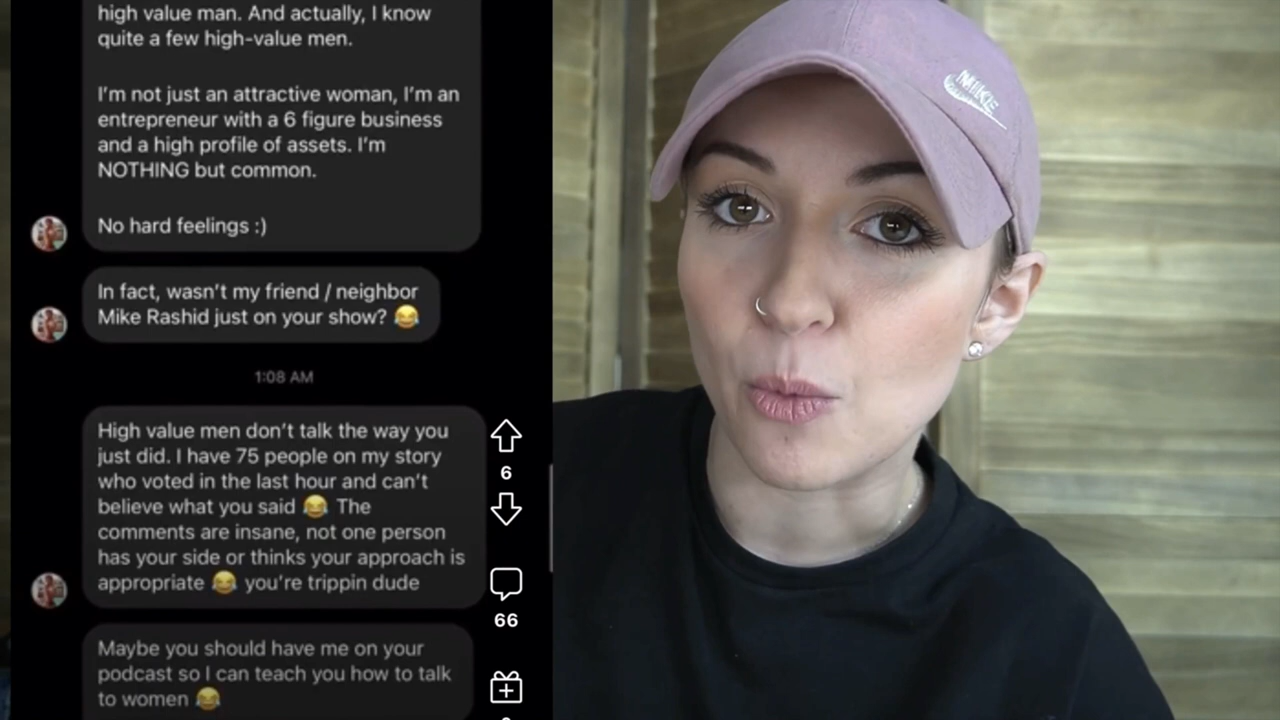 high value man. And actually, I know
quite a few high-value men.
I'm not just an attractive woman, I'm an
entrepreneur with a 6 figure business
and a high profile of assets. I'm
NOTHING but common.
No hard feelings :)
In fact, wasn't my friend / neighbor
Mike Rashid just on your show? 😂
1:08 AM
High value men don't talk the way you
just did. I have 75 people on my story
who voted in the last hour and can't
believe what you said 😂 The
comments are insane, not one person
has your side or thinks your approach is
appropriate 😂 you're trippin dude
Maybe you should have me on your
podcast so I can teach you how to talk
to women 😂
6
66
NIKE